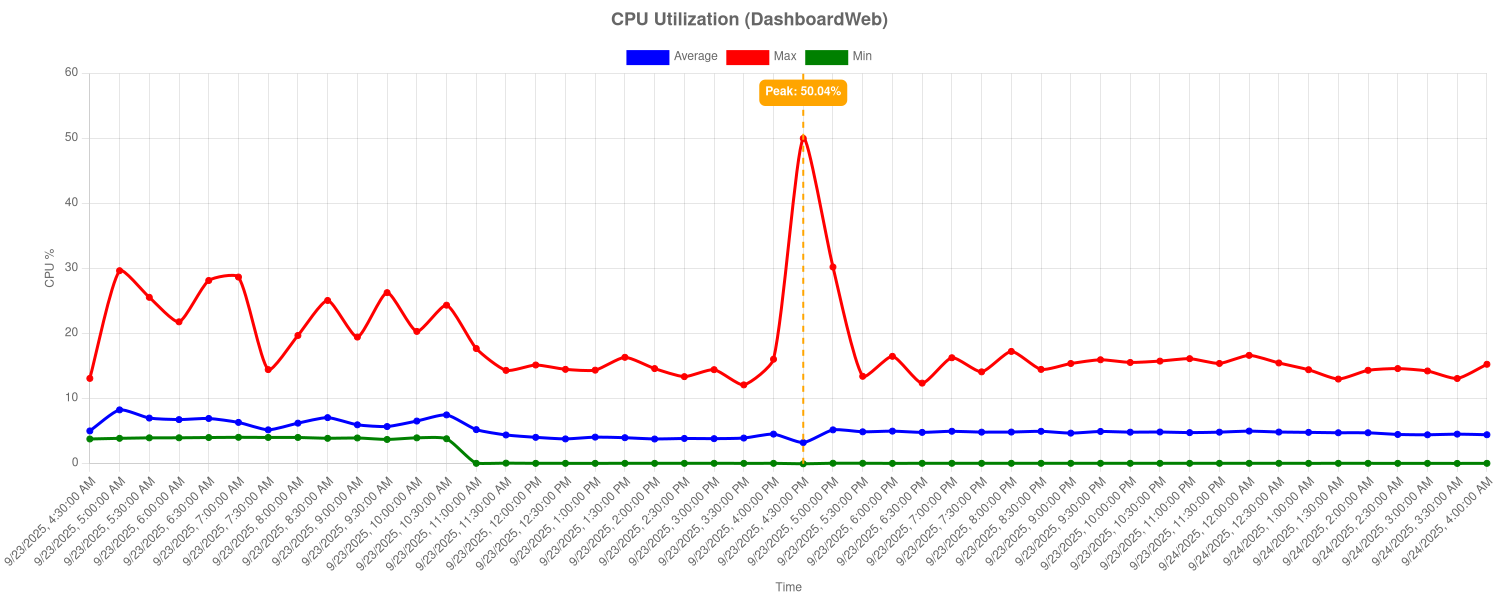 CPU Utilization (DashboardWeb)
Average Max Min
60
Peak: 50.04%
50
40
30
20
10
0
CPU %
9/23/2025, 4:30:00 AM
9/23/2025, 5:00:00 AM
9/23/2025, 5:30:00 AM
9/23/2025, 6:00:00 AM
9/23/2025, 6:30:00 AM
9/23/2025, 7:00:00 AM
9/23/2025, 7:30:00 AM
9/23/2025, 8:00:00 AM
9/23/2025, 8:30:00 AM
9/23/2025, 9:00:00 AM
9/23/2025, 9:30:00 AM
9/23/2025, 10:00:00 AM
9/23/2025, 10:30:00 AM
9/23/2025, 11:00:00 AM
9/23/2025, 11:30:00 AM
9/23/2025, 12:00:00 PM
9/23/2025, 12:30:00 PM
9/23/2025, 1:00:00 PM
9/23/2025, 1:30:00 PM
9/23/2025, 2:00:00 PM
9/23/2025, 2:30:00 PM
9/23/2025, 3:00:00 PM
9/23/2025, 3:30:00 PM
9/23/2025, 4:00:00 PM
9/23/2025, 4:30:00 PM
9/23/2025, 5:00:00 PM
9/23/2025, 5:30:00 PM
9/23/2025, 6:00:00 PM
9/23/2025, 6:30:00 PM
9/23/2025, 7:00:00 PM
9/23/2025, 7:30:00 PM
9/23/2025, 8:00:00 PM
9/23/2025, 8:30:00 PM
9/23/2025, 9:00:00 PM
9/23/2025, 9:30:00 PM
9/23/2025, 10:00:00 PM
9/23/2025, 10:30:00 PM
9/23/2025, 11:00:00 PM
9/23/2025, 11:30:00 PM
9/24/2025, 12:00:00 AM
9/24/2025, 12:30:00 AM
9/24/2025, 1:00:00 AM
9/24/2025, 1:30:00 AM
9/24/2025, 2:00:00 AM
9/24/2025, 2:30:00 AM
9/24/2025, 3:00:00 AM
9/24/2025, 3:30:00 AM
9/24/2025, 4:00:00 AM
Time